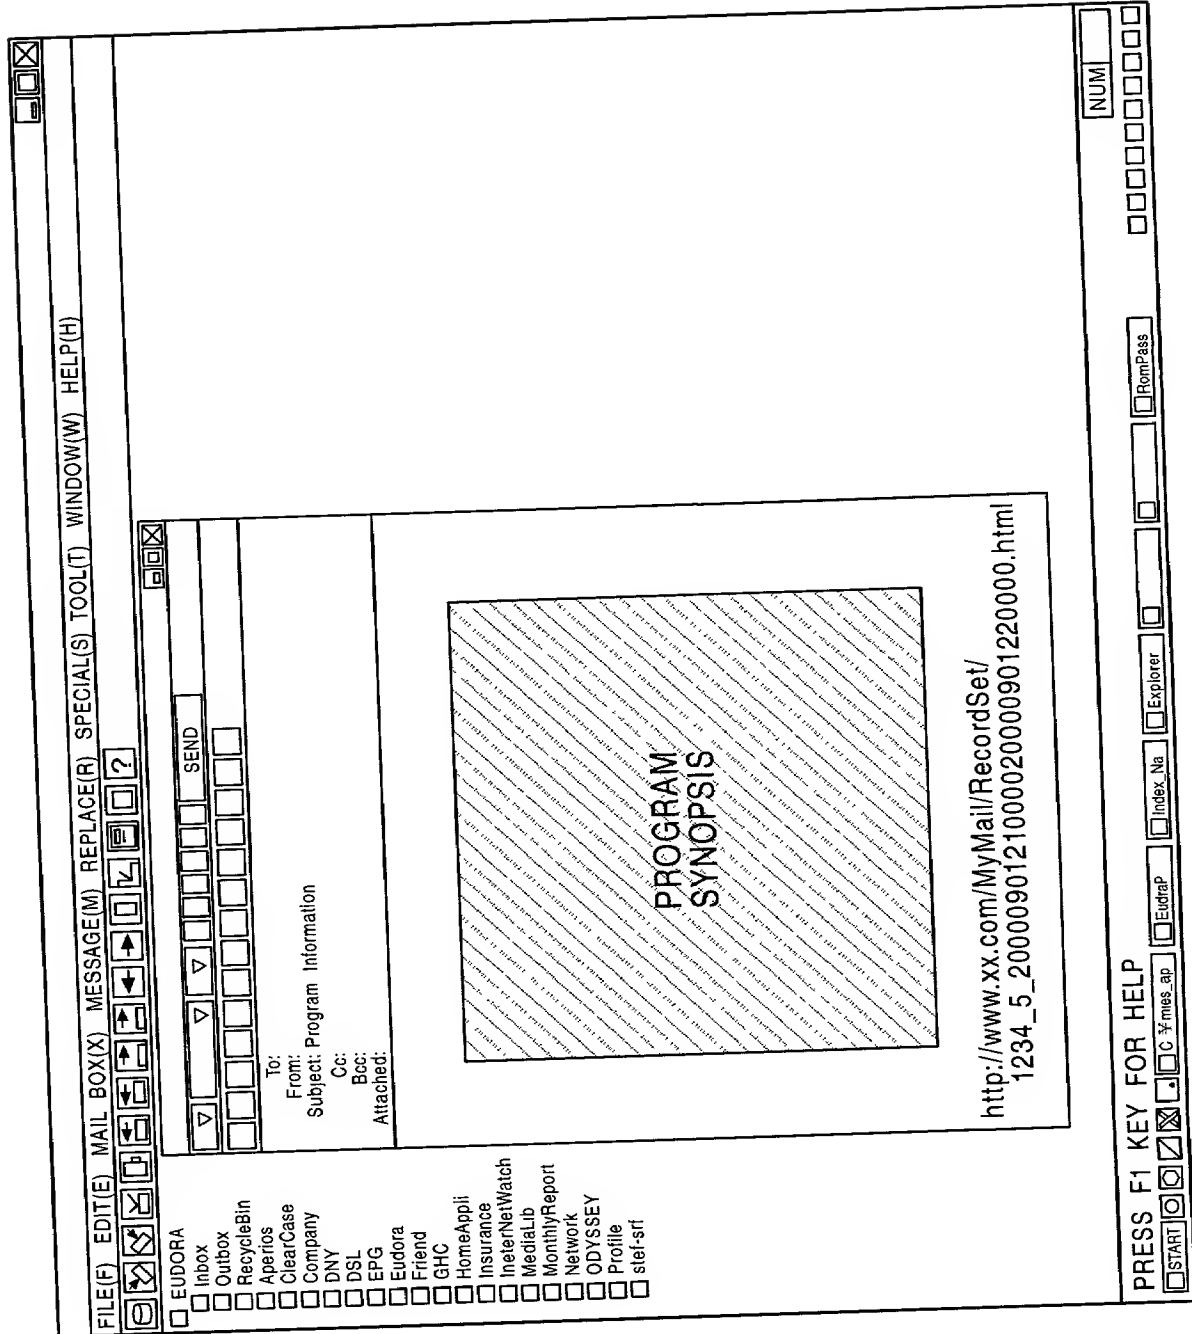 FILE(F) EDIT(E) MAIL BOX(X) MESSAGE(M) REPLACE(R) SPECIAL(S) TOOL(T) WINDOW(W) HELP(H)
?
EUDORA
Inbox
Outbox
RecycleBin
Aperios
ClearCase
Company
DNY
DSL
EPG
Eudora
Friend
GHC
HomeAppli
Insurance
IneterNetWatch
MediaLib
MonthlyReport
Network
ODYSSEY
Profile
stef-srf
SEND
To:
From:
Subject: Program Information
Cc:
Bcc:
Attached:
PROGRAM
SYNOPSIS
http://www.xx.com/MyMail/RecordSet/
1234_5_2000090121000020000901220000.html
PRESS F1 KEY FOR HELP
NUM
START C ¥ mies_ap EudraP Index_Na Explorer RomPass